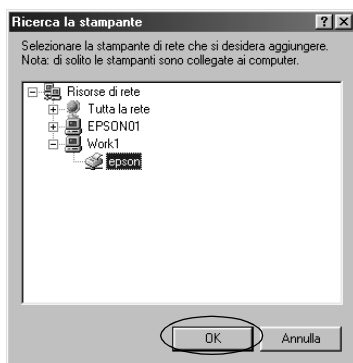 Ricerca la stampante
Selezionare la stampante di rete che si desidera aggiungere.
Nota: di solito le stampanti sono collegate ai computer.
Risorse di rete
Tutta la rete
EPSON01
Work1
epson
OK
Annulla